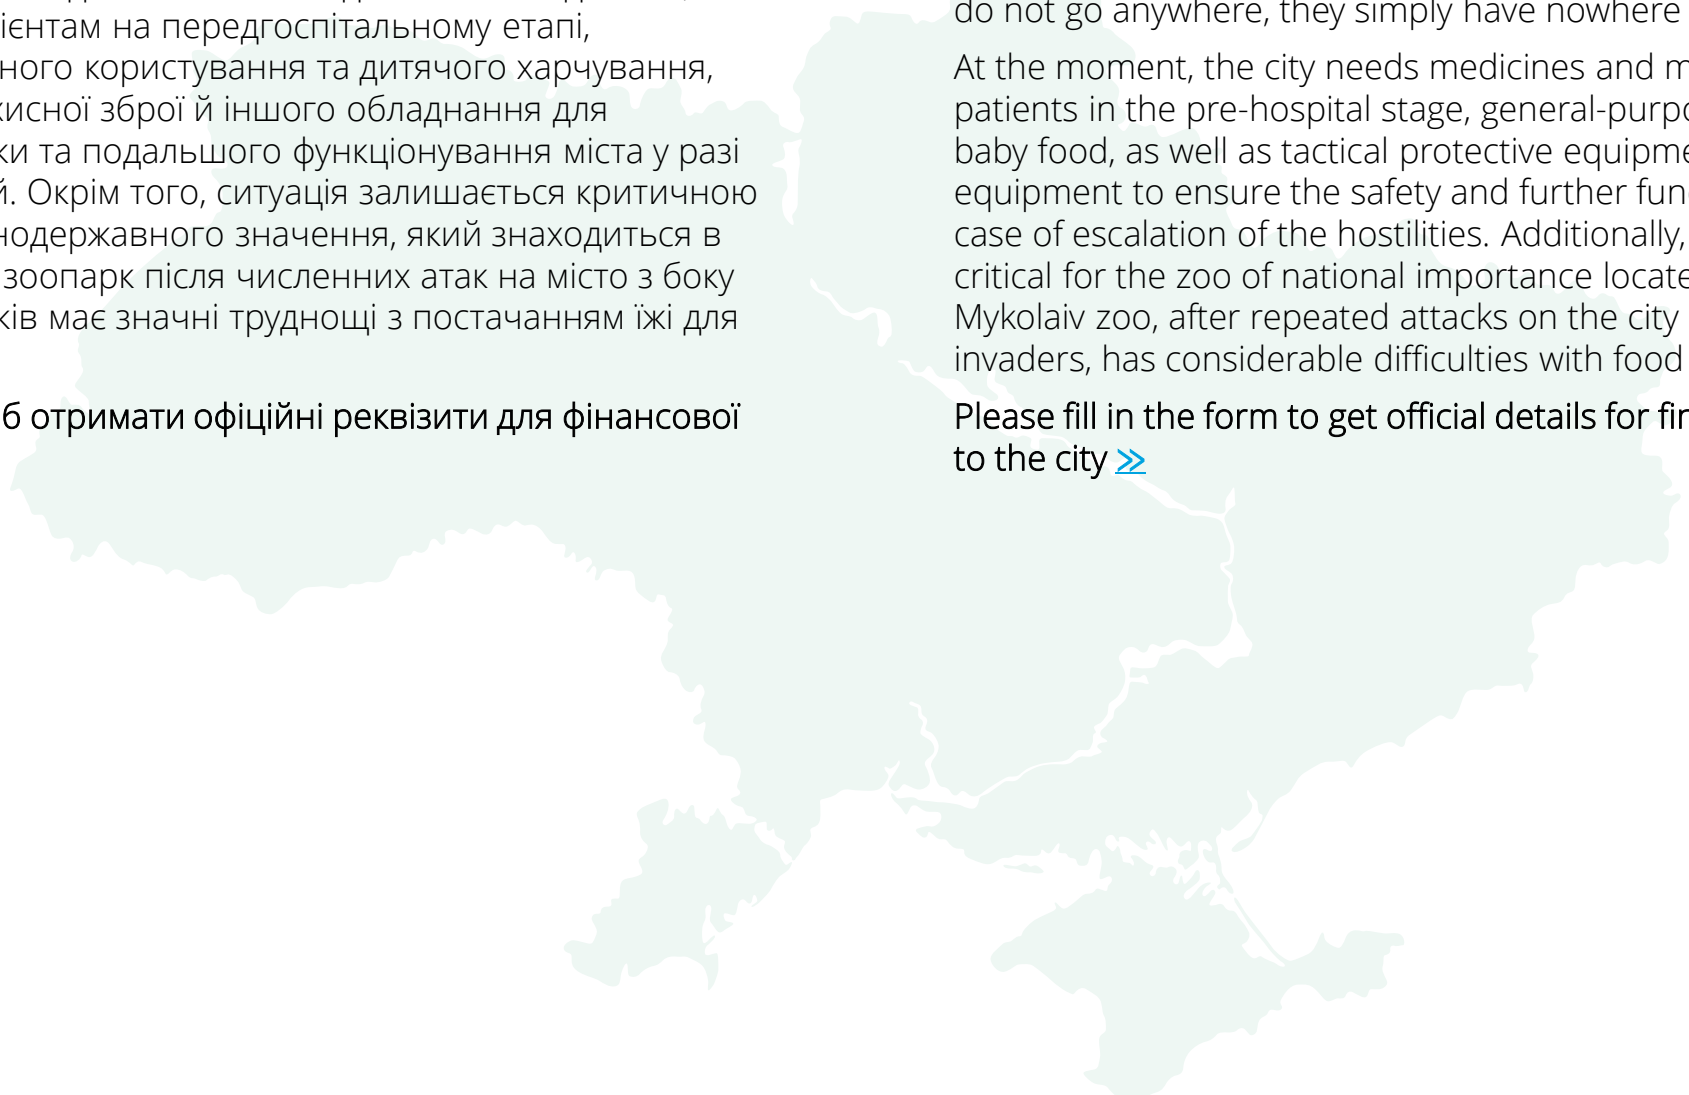 ієнтам на передгоспітальному етапі,
ного користування та дитячого харчування,
хисної зброї й іншого обладнання для
ки та подальшого функціонування міста у разі
й. Окрім того, ситуація залишається критичною
нодержавного значення, який знаходиться в
зоопарк після численних атак на місто з боку
ків має значні труднощі з постачанням їжі для
б отримати офіційні реквізити для фінансової
do not go anywhere, they simply have nowhere
At the moment, the city needs medicines and m
patients in the pre-hospital stage, general-purpo
baby food, as well as tactical protective equipme
equipment to ensure the safety and further fun
case of escalation of the hostilities. Additionally,
critical for the zoo of national importance locate
Mykolaiv zoo, after repeated attacks on the city
invaders, has considerable difficulties with food
Please fill in the form to get official details for fin
to the city >>